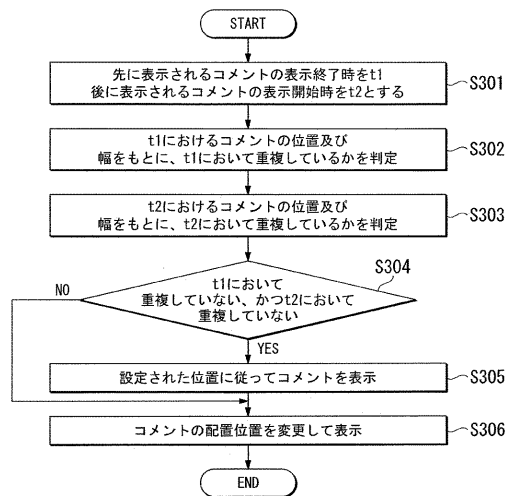 START
先に表示されるコメントの表示終了時をt1
後に表示されるコメントの表示開始時をt2とする
S301
t1におけるコメントの位置及び
幅をもとに、t1において重複しているかを判定
S302
t2におけるコメントの位置及び
幅をもとに、t2において重複しているかを判定
S303
S304
t1において
重複していない、かつt2において
重複していない
NO
YES
設定された位置に従ってコメントを表示
S305
コメントの配置位置を変更して表示
S306
END